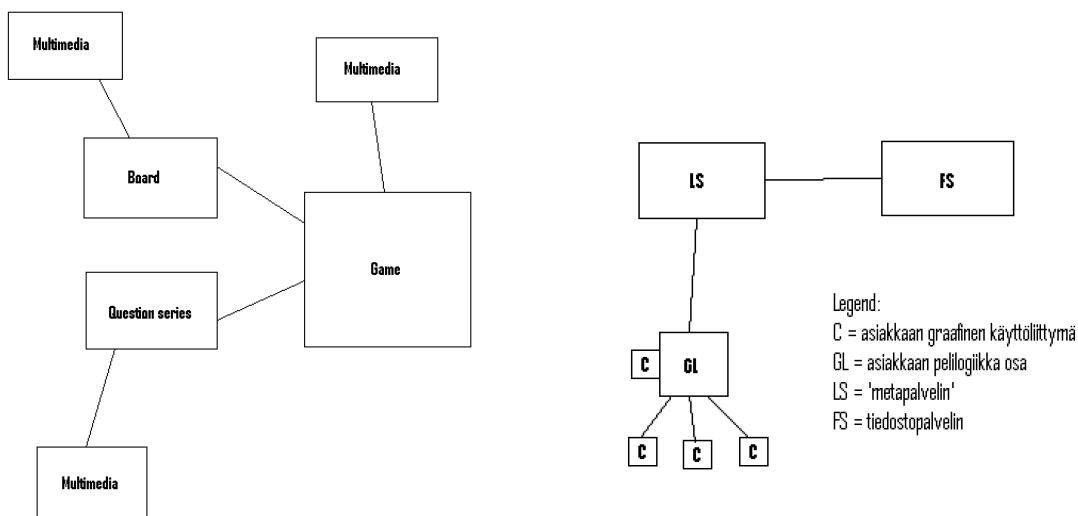 Multimedia
Board
Question series
Multimedia
Multimedia
Game
LS
FS
C
GL
C
C
C
Legend:
C = asiakkaan graafinen käyttöliittymä
GL = asiakkaan pelilogiikka osa
LS = 'metapalvelin'
FS = tiedostopalvelin